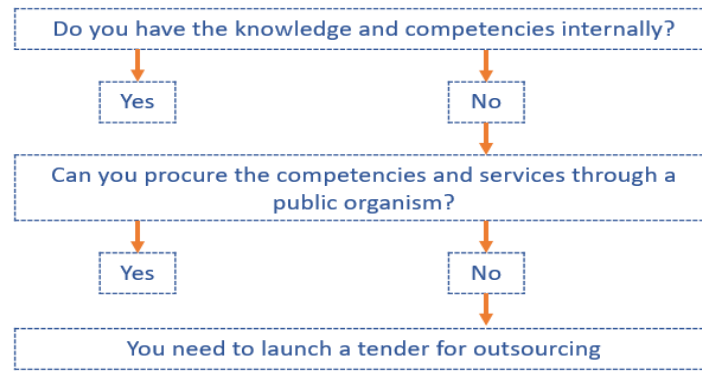 Do you have the knowledge and competencies internally?
Yes
No
Can you procure the competencies and services through a
public organism?
Yes
No
You need to launch a tender for outsourcing